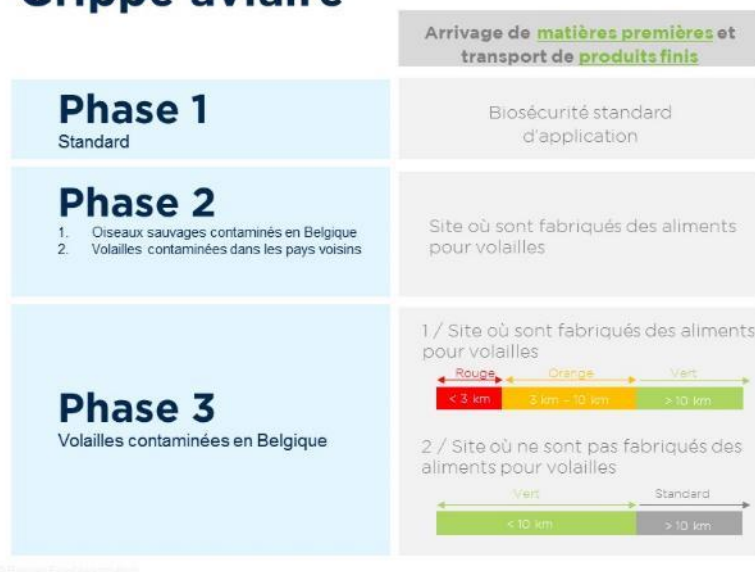 Grippe aviaire
Arrivage de matières premières et
transport de produits finis
Phase 1
Standard
Biosécurité standard
d'application
Phase 2
1. Oiseaux sauvages contaminés en Belgique
2. Volailles contaminées dans les pays voisins
Site où sont fabriqués des aliments
pour volailles
Phase 3
Volailles contaminées en Belgique
1 / Site où sont fabriqués des aliments
pour volailles
Rouge Orange Vert
< 3 km 3 km – 10 km > 10 km
2 / Site où ne sont pas fabriqués des
aliments pour volailles
Vert Standard
< 10 km > 10 km